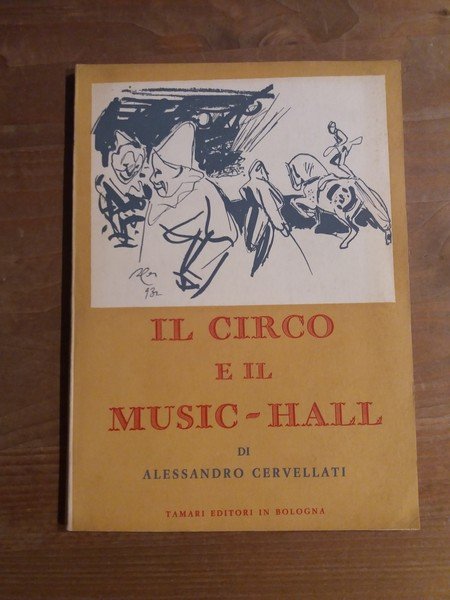 IL CIRCO
E IL
MUSIC-HALL
DI
ALESSANDRO CERVELLATI
TAMARI EDITORI IN BOLOGNA